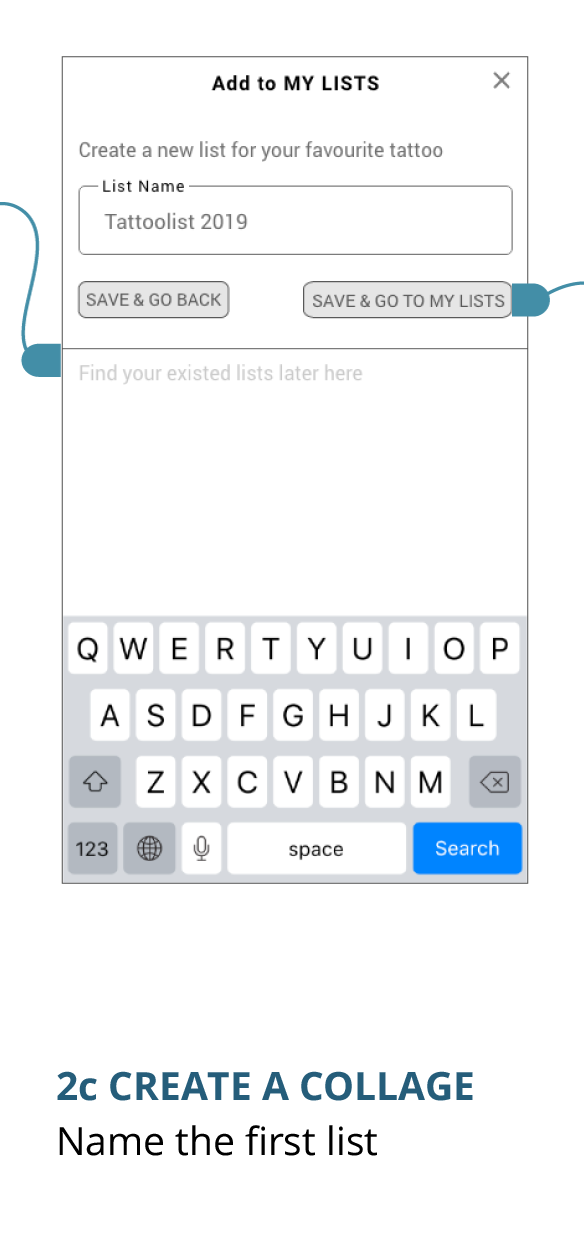 Add to MY LISTS
Create a new list for your favourite tattoo
List Name
Tattoolist 2019
SAVE & GO BACK
SAVE & GO TO MY LISTS
Find your existed lists later here
Q W E R T Y U I O P
A S D F G H J K L
Z X C V B N M
123 space Search
2c CREATE A COLLAGE
Name the first list